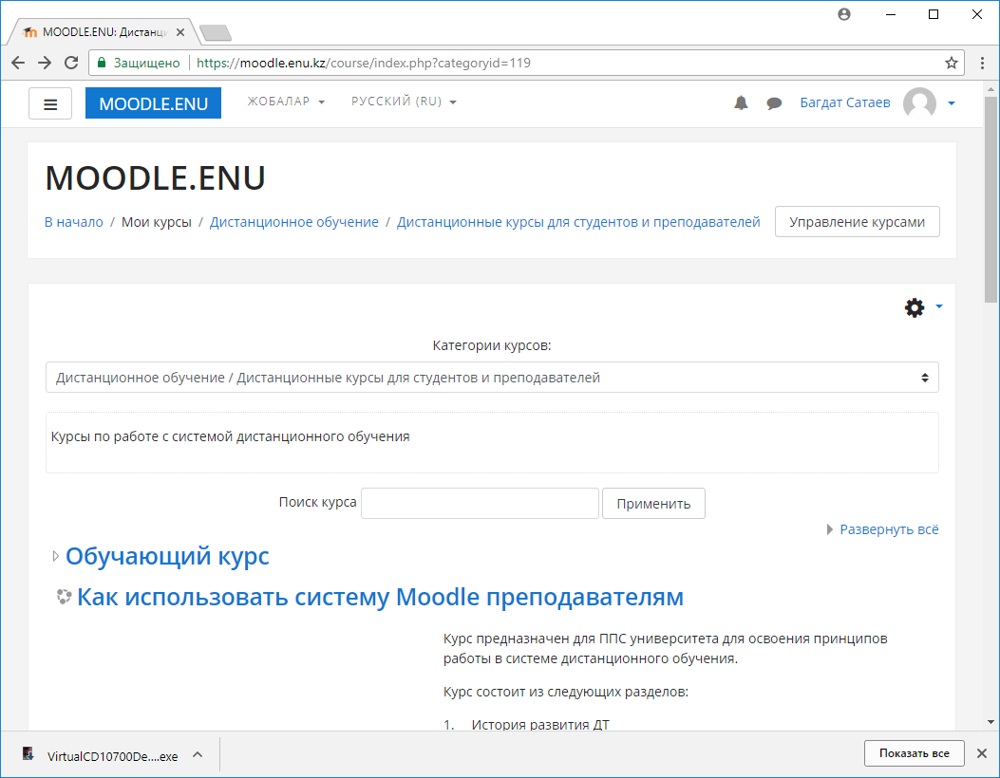 MOODLE.ENU: Дистанци
Защищено https://moodle.enu.kz/course/index.php?categoryid=119
MOODLE.ENU ЖОБАЛАР РУССКИЙ (RU) Багдат Сатаев
MOODLE.ENU
В начало / Мои курсы / Дистанционное обучение / Дистанционные курсы для студентов и преподавателей Управление курсами
Категории курсов:
Дистанционное обучение / Дистанционные курсы для студентов и преподавателей
Курсы по работе с системой дистанционного обучения
Поиск курса Применить
Развернуть всё
Обучающий курс
Как использовать систему Moodle преподавателям
Курс предназначен для ППС университета для освоения принципов
работы в системе дистанционного обучения.
Курс состоит из следующих разделов:
1. История развития ДТ
VirtualCD10700De....exe Показать все